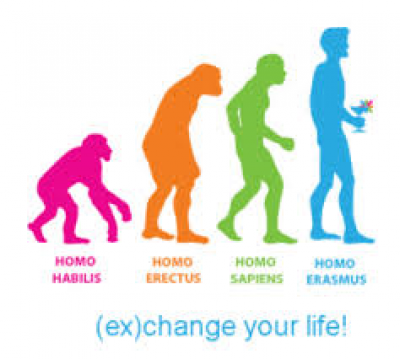 HOMO HABILIS
HOMO ERECTUS
HOMO SAPIENS
HOMO ERASMUS
(ex)change your life!